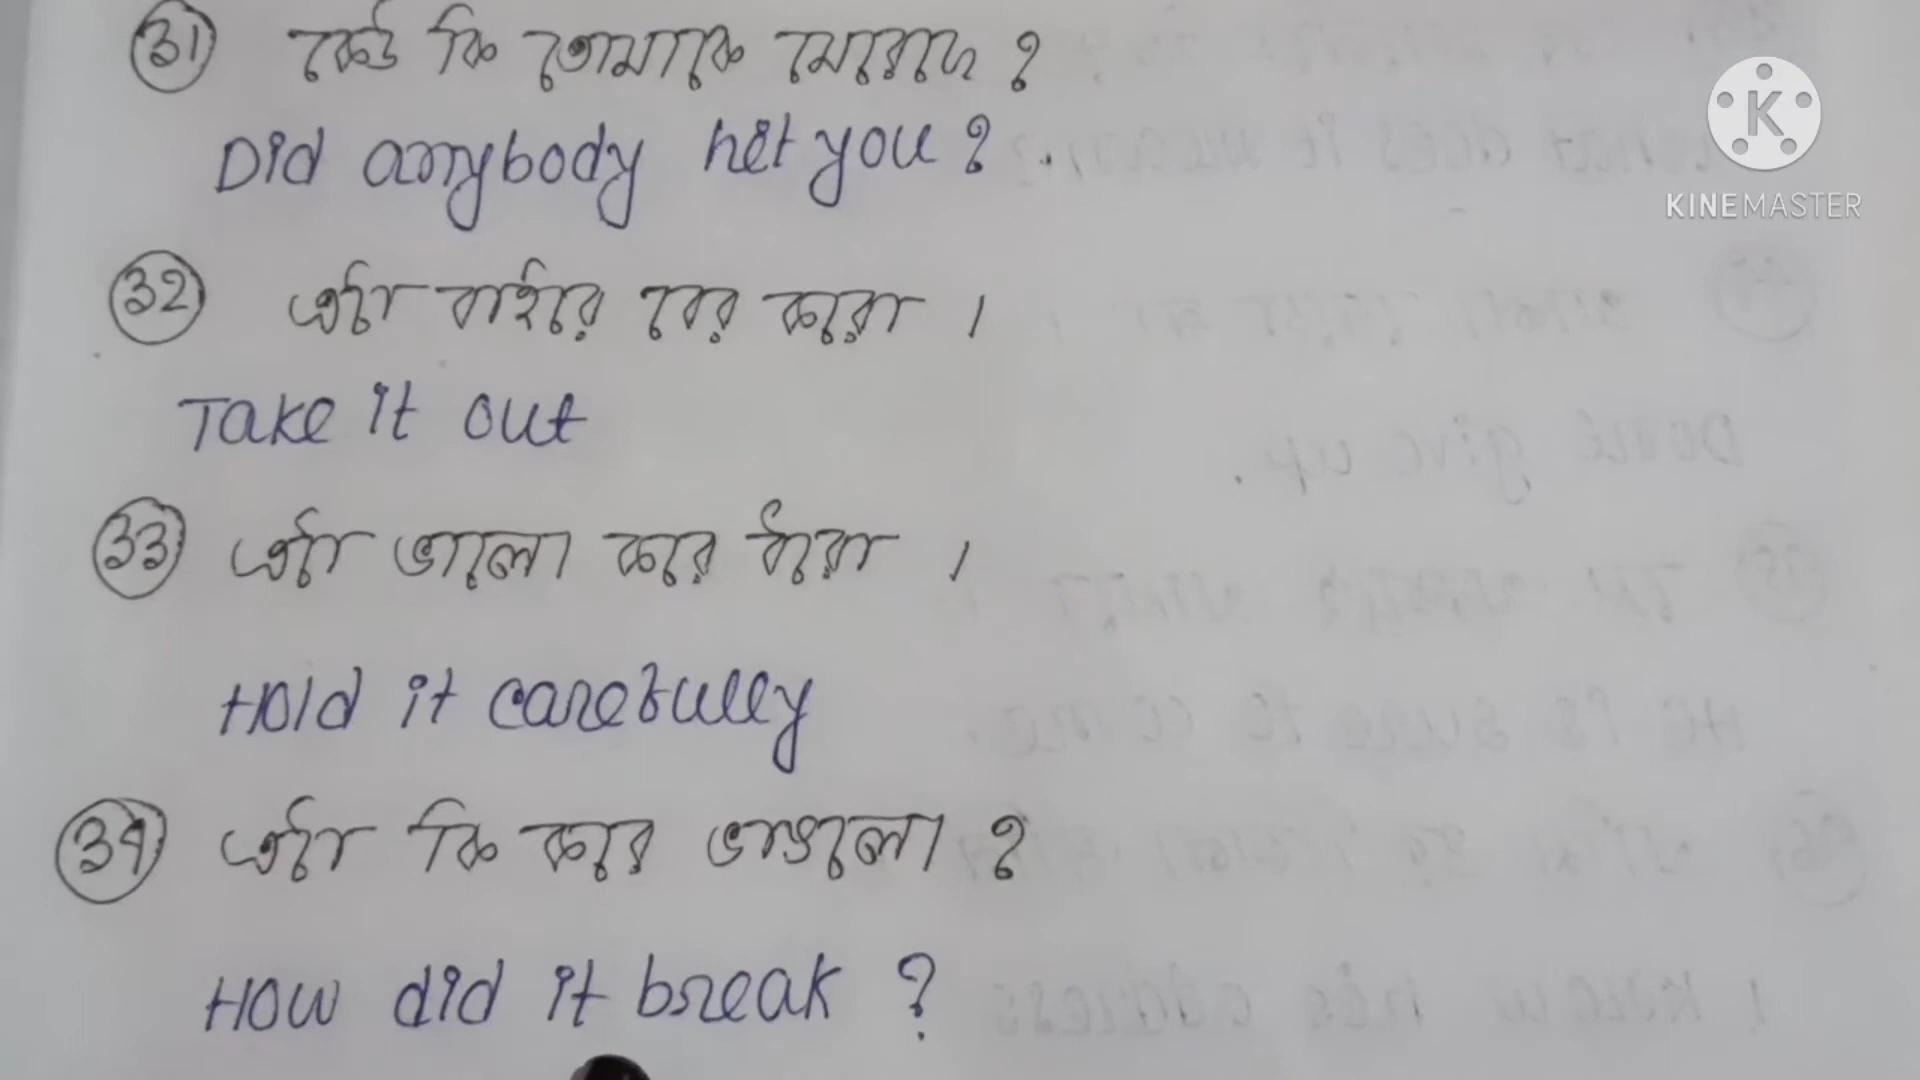 31 কেউ কি তোমাকে মেরেছে ?
Did anybody hit you ?
32 এটা বাইরে বের করো ।
Take it out
33 এটা ভালো করে ধরো ।
Hold it carefully
34 এটা কি করে ভাঙলো ?
How did it break ?
K
KINEMASTER